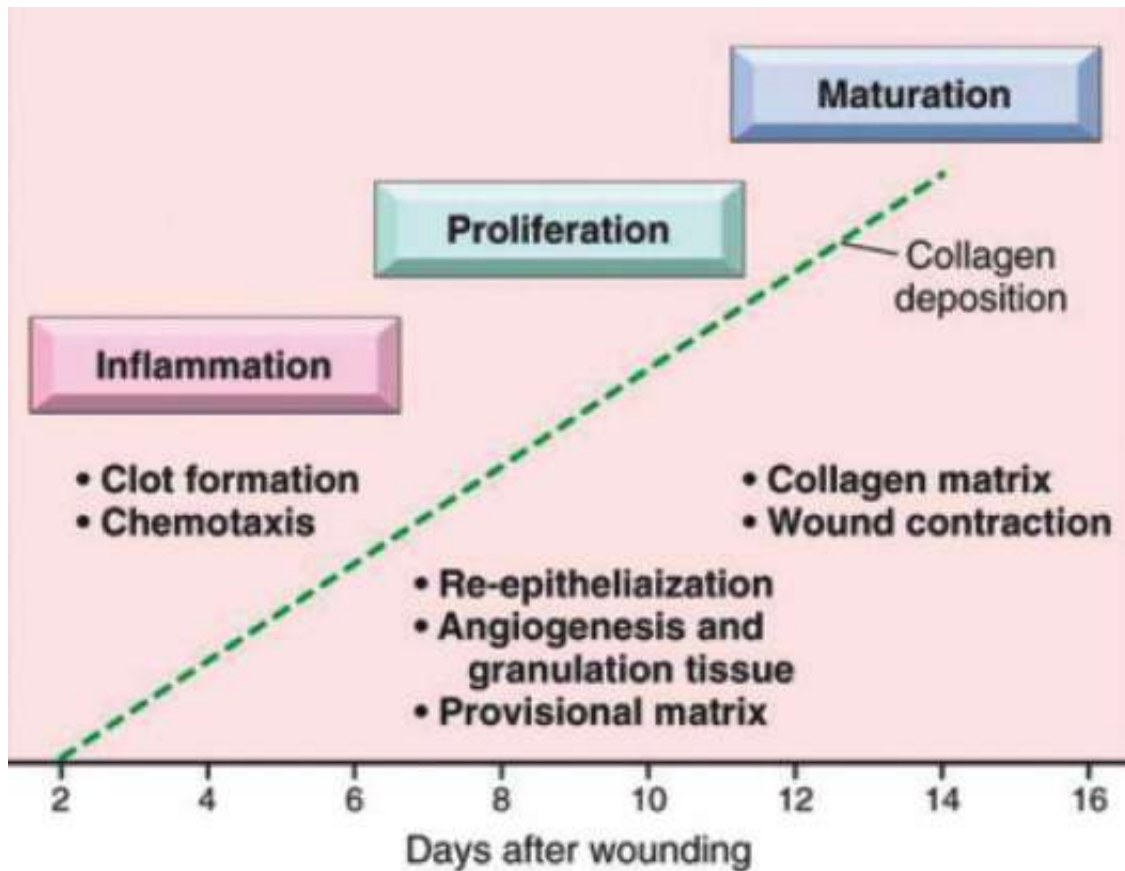 Maturation
Proliferation
Collagen
deposition
Inflammation
• Clot formation
• Chemotaxis
• Collagen matrix
• Wound contraction
• Re-epitheliaization
• Angiogenesis and
granulation tissue
• Provisional matrix
2 4 6 8 10 12 14 16
Days after wounding